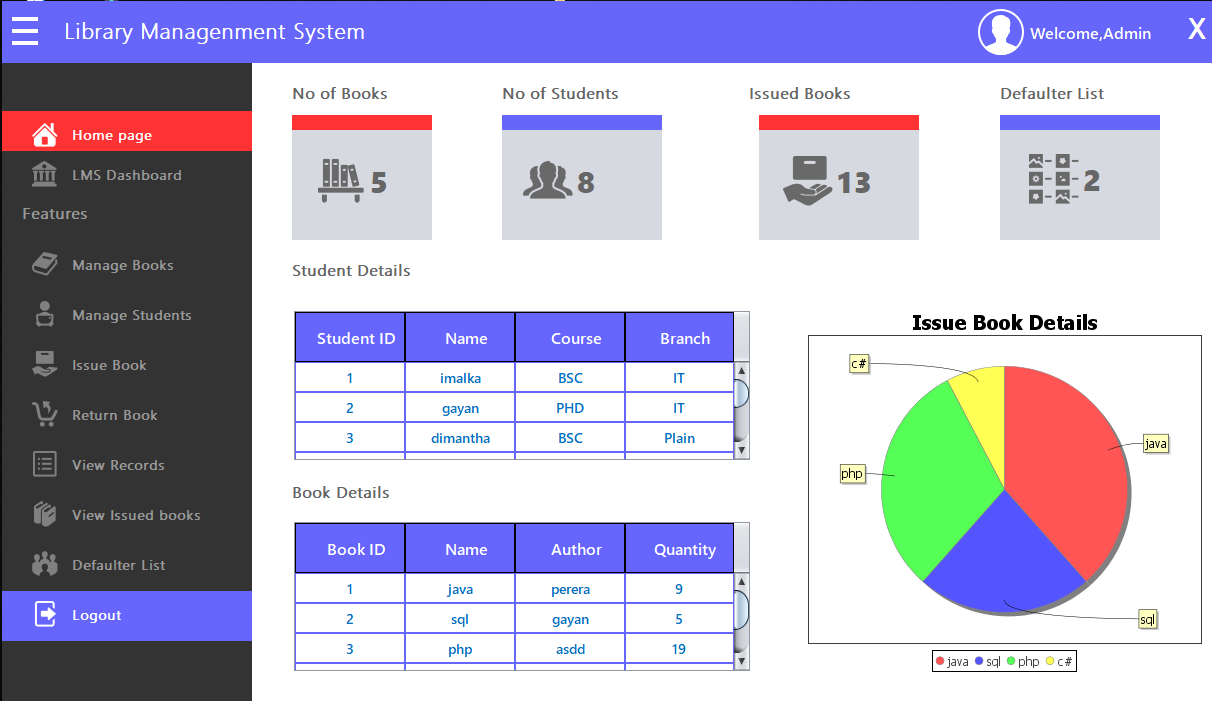 Library Managenment System
Welcome,Admin
X
Home page
LMS Dashboard
Features
Manage Books
Manage Students
Issue Book
Return Book
View Records
View Issued books
Defaulter List
Logout
No of Books
No of Students
Issued Books
Defaulter List
5
8
13
2
Student Details
Student ID Name Course Branch
1 imalka BSC IT
2 gayan PHD IT
3 dimantha BSC Plain
Book Details
Book ID Name Author Quantity
1 java perera 9
2 sql gayan 5
3 php asdd 19
Issue Book Details
c#
java
php
sql
java sql php c#